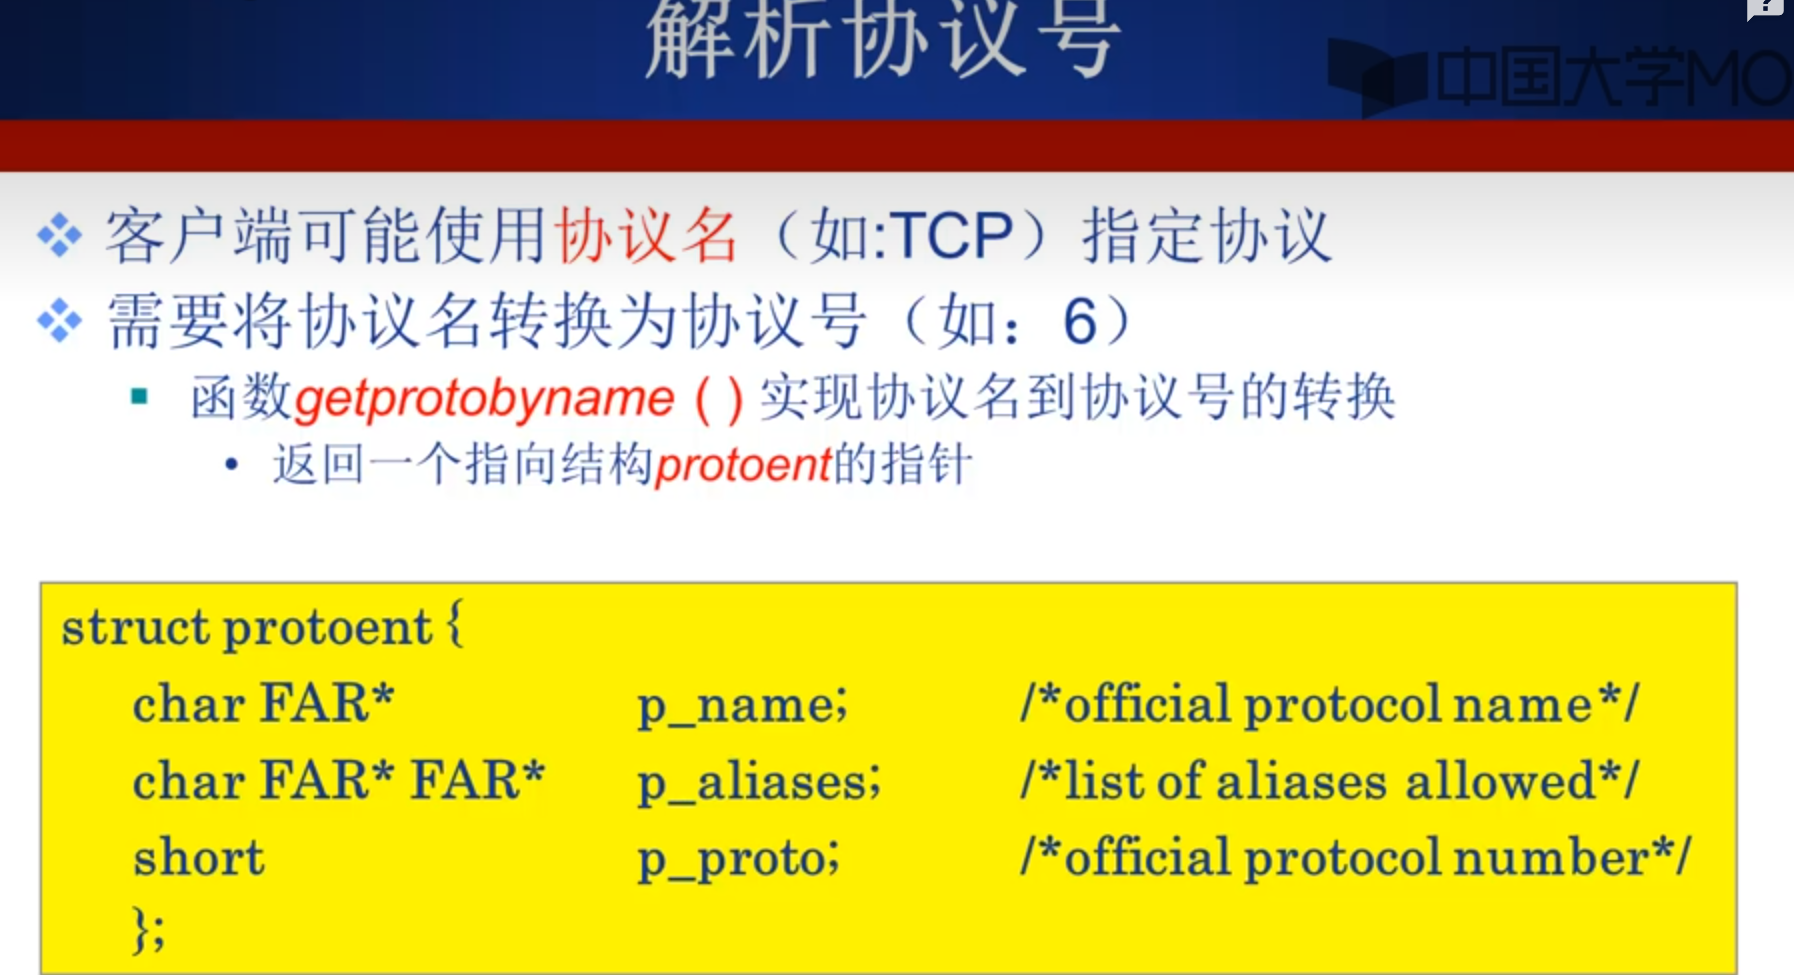 解析协议号
中国大学MO
客户端可能使用协议名（如:TCP）指定协议
需要将协议名转换为协议号（如：6）
函数getprotobyname ( ) 实现协议名到协议号的转换
返回一个指向结构protoent的指针
struct protoent {
char FAR* p_name; /*official protocol name*/
char FAR* FAR* p_aliases; /*list of aliases allowed*/
short p_proto; /*official protocol number*/
};